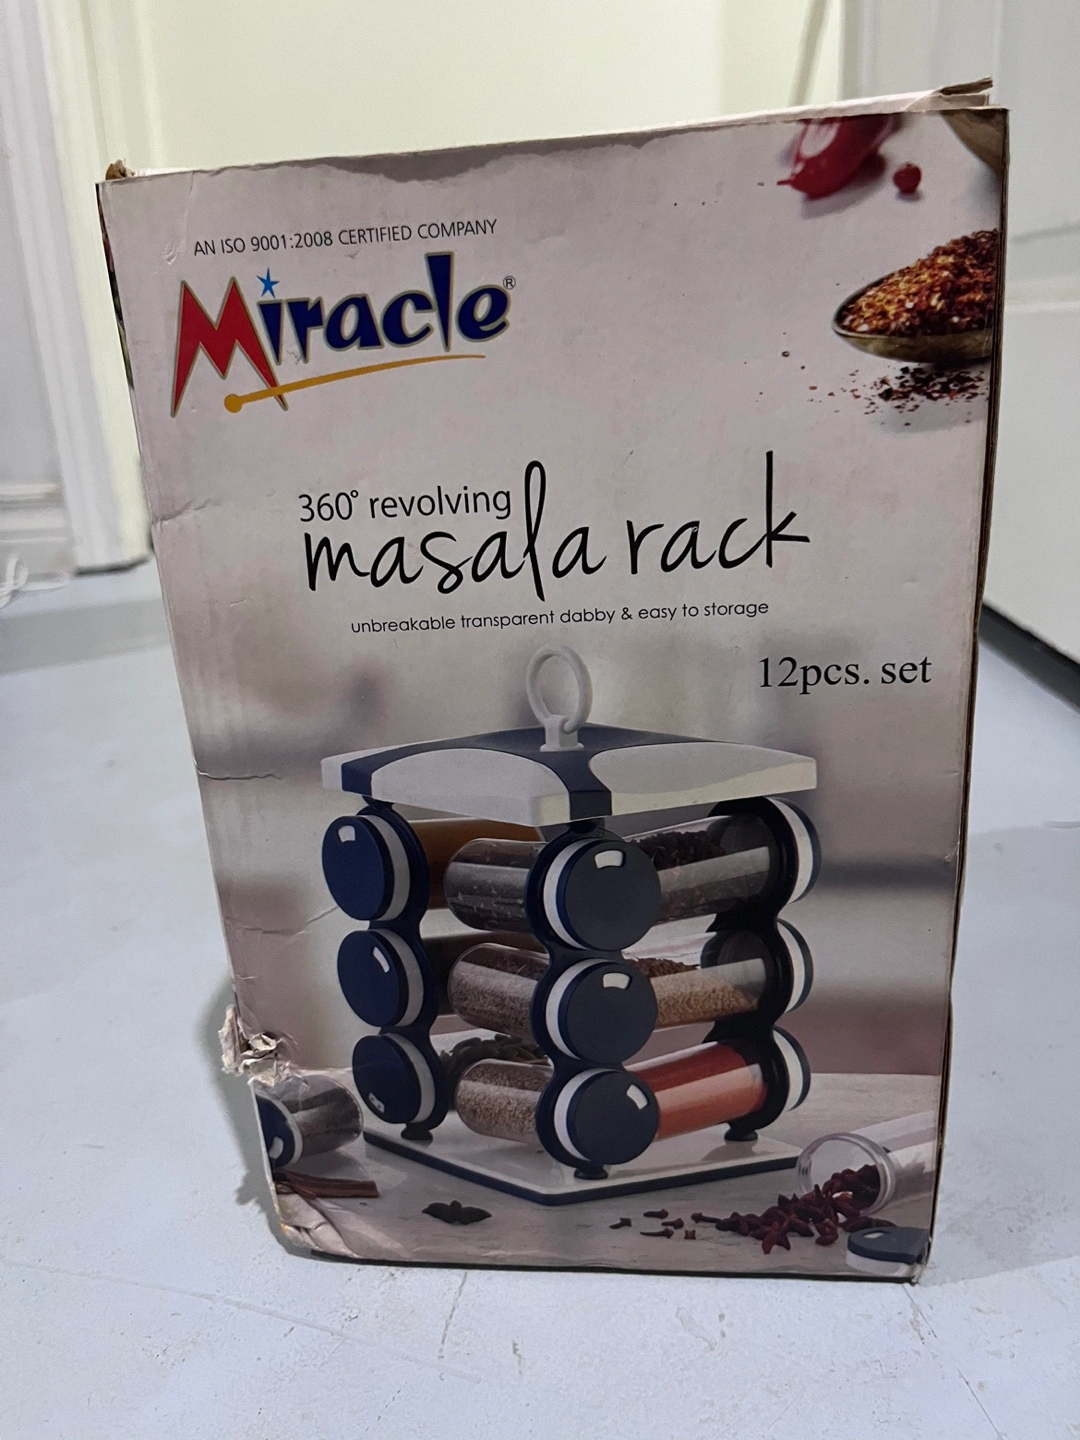 AN ISO 9001:2008 CERTIFIED COMPANY
Miracle®
360° revolving
masala rack
unbreakable transparent dabby & easy to storage
12pcs. set